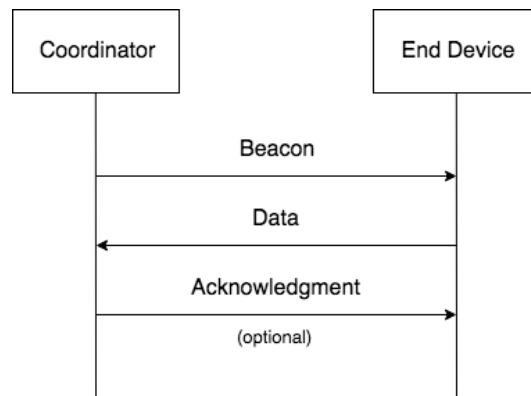 Coordinator
End Device
Beacon
Data
Acknowledgment
(optional)